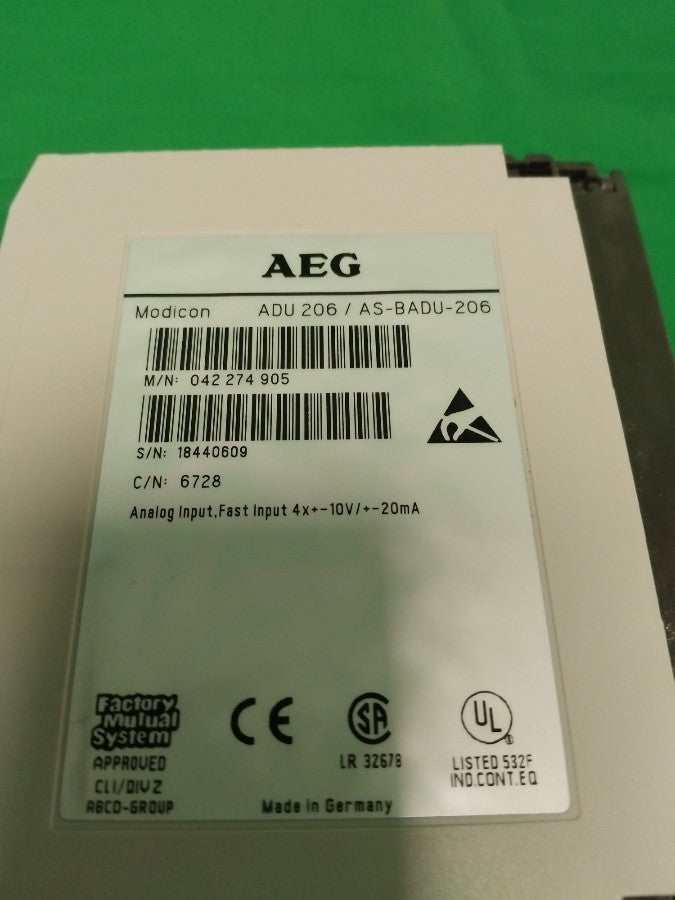 AEG
Modicon ADU 206 / AS-BADU-206
M/N: 042 274 905
S/N: 18440609
C/N: 6728
Analog Input,Fast Input 4x+-10V/+-20mA
Factory Mutual System
APPROVED
CLI/DIV2
ABCD-GROUP
CE
SA
LR 32678
UL
®
LISTED 532F
IND.CONT.EQ
Made in Germany